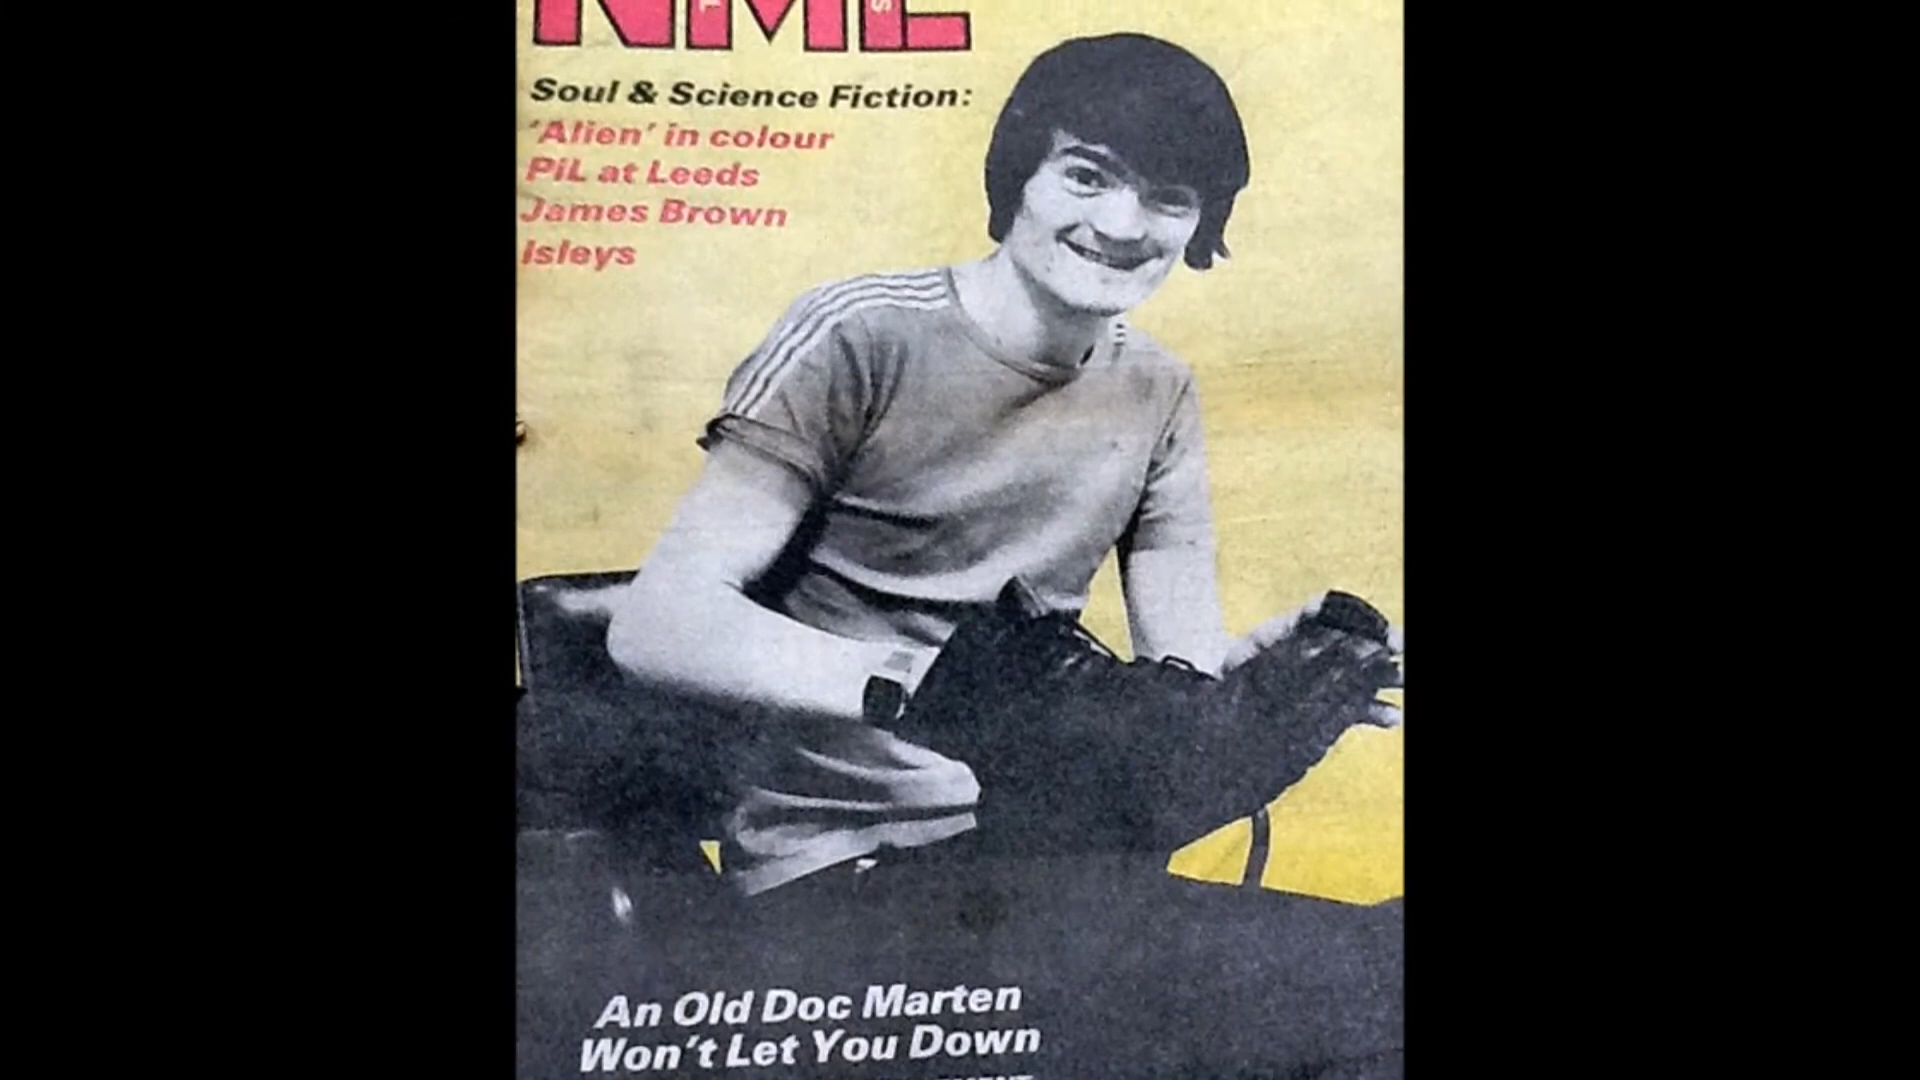 NME
Soul & Science Fiction:
'Alien' in colour
PiL at Leeds
James Brown
Isleys
An Old Doc Marten
Won't Let You Down